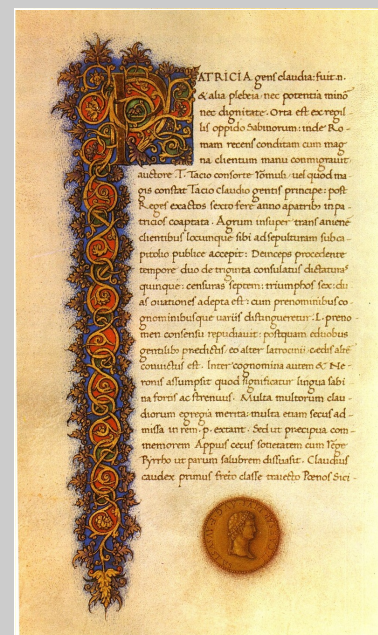 PATRICIA gens claudia: fuit.n.
& alia plebeia: nec potentia minõ
nec dignitate. Orta est ex regil-
lis oppido Sabinorum: inde Ro-
mam recens conditam cum mag-
na clientum manu conmigrauit
auctore .T. Tacio consorte Romuli uel quod ma
gis constat Tacio Claudio gentis principe: post
Reges exactos sexto fere anno a patribus in pa-
tricios coaptata. Agrum insuper trans aniene
clientibus locunque sibi ad sepulturam sub ca-
pitolio publice accepit: Deinceps procedente
tempore duo de triginta consulatus dictaturas
quinque: censuras septem: triumphos sex: du
as ouationes adepta est: cum prenominibus co-
gnominibusque uariis distingueretur. L. preno
men consensu repudiauit: postquam e duobus
gentilibus preditis eo alter latrocinii: cedis alter
conuictus est. Inter cognomina autem & Ne-
ronis assumpsit quod significatur lingua sabi
na fortis ac strenuus. Multa multorum clau-
diorum egregia merita: multa etiam secus ad-
missa in rem .p. extant. Sed ut precipua com-
memorem Appius cecus societatem cum rege
Pyrrho ut parum salubrem dissuasit. Claudius
caudex primus freto classe traiecto Poenos Sici-